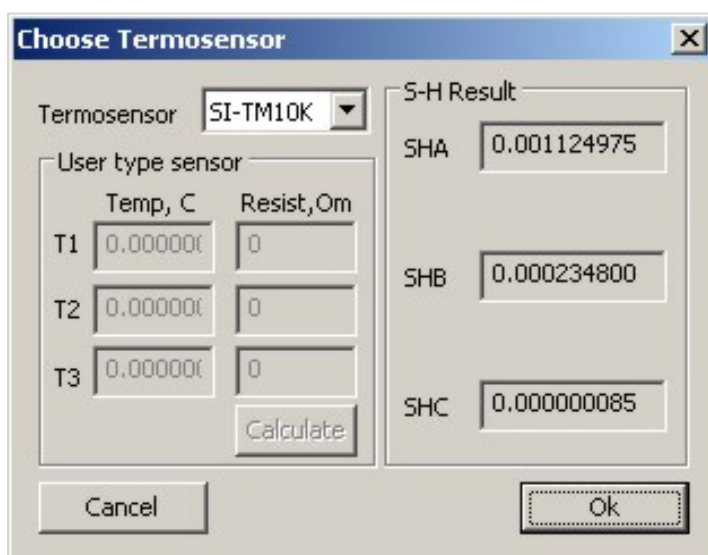 Choose Termosensor
Termosensor SI-TM10K
User type sensor
Temp, C Resist,Om
T1 0.000000 0
T2 0.000000 0
T3 0.000000 0
Calculate
S-H Result
SHA 0.001124975
SHB 0.000234800
SHC 0.000000085
Cancel
Ok